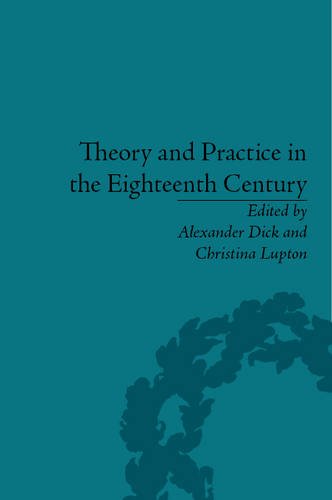 Theory and Practice in
the Eighteenth Century
Edited by
Alexander Dick and
Christina Lupton